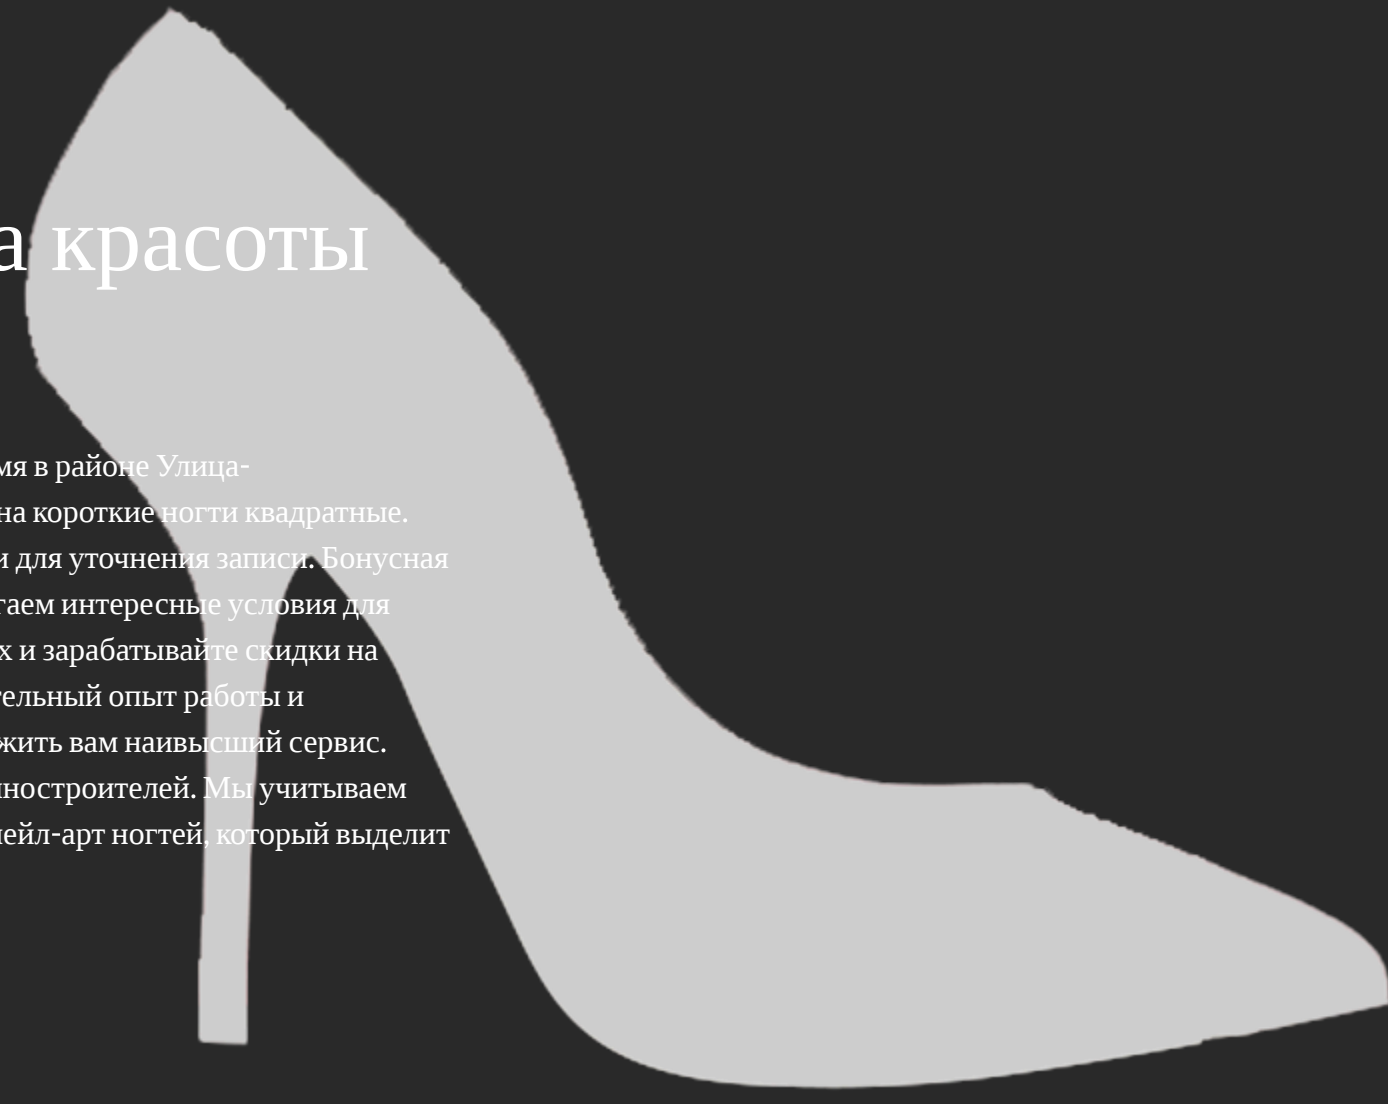 а красоты
мя в районе Улица-
на короткие ногти квадратные.
и для уточнения записи. Бонусная
гаем интересные условия для
х и зарабатывайте скидки на
тельный опыт работы и
жить вам наивысший сервис.
ностроителей. Мы учитываем
нейл-арт ногтей, который выделит